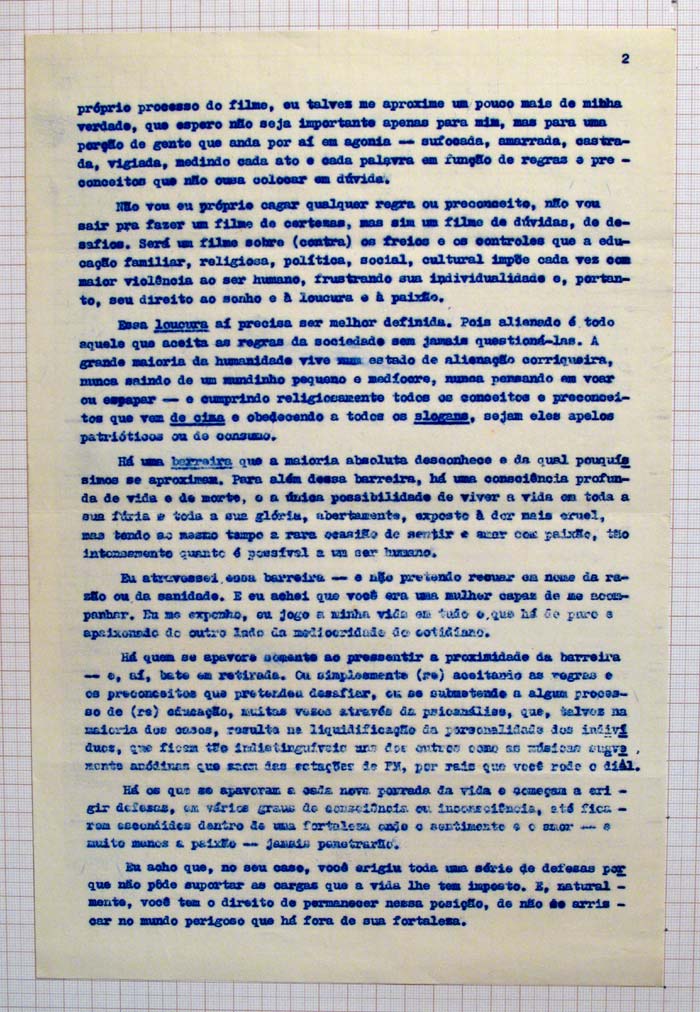 2
próprio processo do filme, eu talvez me aproxime um pouco mais de minha
verdade, que espero não seja importante apenas para mim, mas para uma
porção de gente que anda por aí em agonia -- sufocada, amarrada, castra-
da, vigiada, medindo cada ato e cada palavra em função de regras e pre -
conceitos que não ousa colocar em dúvida.
Não vou eu próprio cagar qualquer regra ou preconceito, não vou
sair pra fazer um filme de certezas, mas sim um filme de dúvidas, de de-
safios. Será um filme sobre (contra) os freios e os controles que a edu-
cação familiar, religiosa, política, social, cultural impõe cada vez com
maior violência ao ser humano, frustrando sua individualidade e, portan-
to, seu direito ao sonho e à loucura e à paixão.
Essa loucura aí precisa ser melhor definida. Pois alienado é todo
aquele que aceita as regras da sociedade sem jamais questioná-las. A
grande maioria da humanidade vive num estado de alienação corriqueira,
nunca saindo de um mundinho pequeno e medíocre, nunca pensando em voar
ou escapar -- e cumprindo religiosamente todos os conceitos e preconcei-
tos que vem de cima e obedecendo a todos os slogans, sejam eles apelos
patrióticos ou de consumo.
Há uma barreira que a maioria absoluta desconhece e da qual pouquís
simos se aproximam. Para além dessa barreira, há uma consciência profun-
da de vida e de morte, e a única possibilidade de viver a vida em toda a
sua fúria e toda a sua glória, abertamente, exposto à dor mais cruel,
mas tendo ao mesmo tempo a rara ocasião de sentir e amar com paixão, tão
intensamente quanto é possível a um ser humano.
Eu atravessei essa barreira -- e não pretendo recuar em nome da ra-
zão ou da sanidade. E eu achei que você era uma mulher capaz de me acom-
panhar. Eu me exponho, eu jogo a minha vida em tudo o que há de puro e
apaixonado do outro lado da mediocridade do cotidiano.
Há quem se apavore somente ao pressentir a proximidade da barreira
-- e, aí, bate em retirada. Ou simplesmente (re) aceitando as regras e
os preconceitos que pretendeu desafiar, ou se submetendo a algum proces-
so de (re) educação, muitas vezes através da psicanálise, que, talvez na
maioria dos casos, resulta na liquidificação da personalidade dos indiví
duos, que ficam tão indistinguíveis uns dos outros como as músicas suave
mente anódinas que saem das estações de FM, por mais que você rode o dial.
Há os que se apavoram a cada nova porrada da vida e começam a eri -
gir defesas, em vários graus de consciência ou inconsciência, até fica -
rem escondidos dentro de uma fortaleza onde o sentimento e o amor -- e
muito menos a paixão -- jamais penetrarão.
Eu acho que, no seu caso, você erigiu toda uma série de defesas por
que não pôde suportar as cargas que a vida lhe tem imposto. E, natural -
mente, você tem o direito de permanecer nessa posição, de não se arris -
car no mundo perigoso que há fora de sua fortaleza.